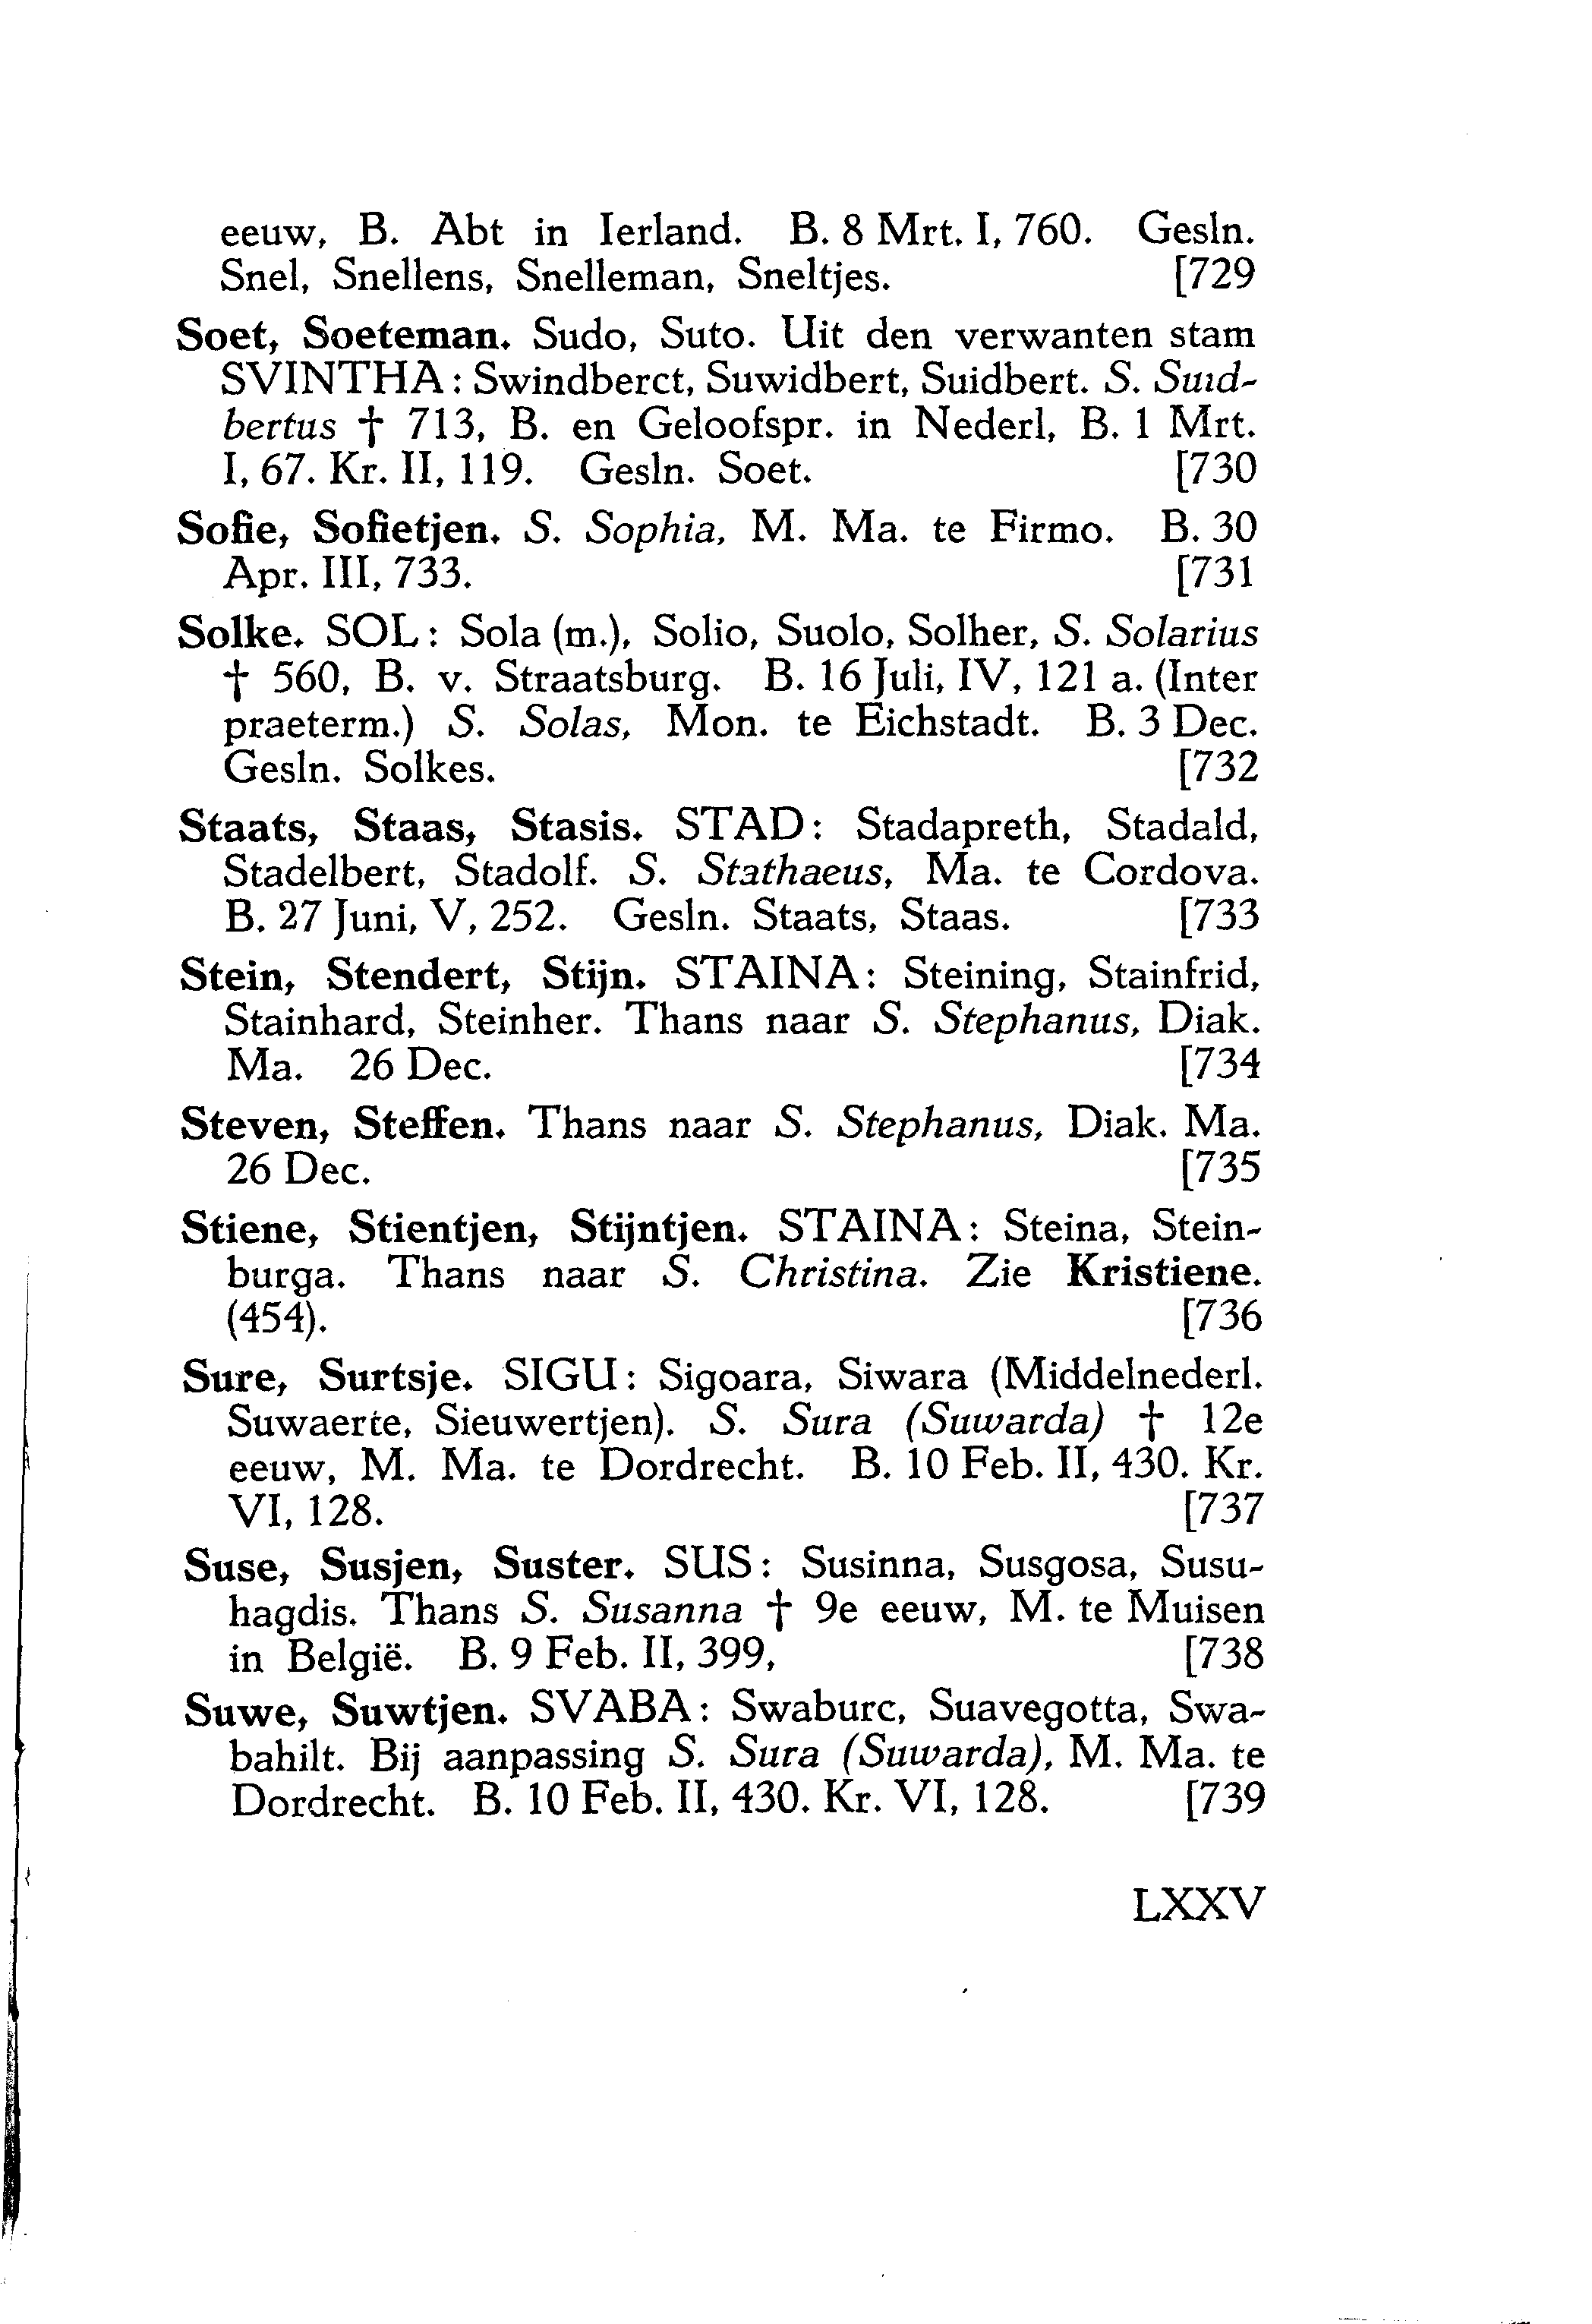 eeuw, B. Abt in Ierland. B. 8 Mrt. I, 760. Gesln.
Snel, Snellens, Snelleman, Sneltjes. [729
Soet, Soeteman. Sudo, Suto. Uit den verwanten stam
SVINTHA: Swindberct, Suwidbert, Suidbert. S. Suid-
bertus † 713, B. en Geloofspr. in Nederl, B. 1 Mrt.
I, 67. Kr. II, 119. Gesln. Soet. [730
Sofie, Sofietjen. S. Sophia, M. Ma. te Firmo. B. 30
Apr. III, 733. [731
Solke. SOL: Sola (m.), Solio, Suolo, Solher, S. Solarius
† 560, B. v. Straatsburg. B. 16 Juli, IV, 121 a. (Inter
praeterm.) S. Solas, Mon. te Eichstadt. B. 3 Dec.
Gesln. Solkes. [732
Staats, Staas, Stasis. STAD: Stadapreth, Stadald,
Stadelbert, Stadolf. S. Stathaeus, Ma. te Cordova.
B. 27 Juni, V, 252. Gesln. Staats, Staas. [733
Stein, Stendert, Stijn. STAINA: Steining, Stainfrid,
Stainhard, Steinher. Thans naar S. Stephanus, Diak.
Ma. 26 Dec. [734
Steven, Steffen. Thans naar S. Stephanus, Diak. Ma.
26 Dec. [735
Stiene, Stientjen, Stijntjen. STAINA: Steina, Stein-
burga. Thans naar S. Christina. Zie Kristiene.
(454). [736
Sure, Surtsje. SIGU: Sigoara, Siwara (Middelnederl.
Suwaerte, Sieuwertjen). S. Sura (Suwarda) † 12e
eeuw, M. Ma. te Dordrecht. B. 10 Feb. II, 430. Kr.
VI, 128. [737
Suse, Susjen, Suster. SUS: Susinna, Susgosa, Susu-
hagdis. Thans S. Susanna † 9e eeuw, M. te Muisen
in België. B. 9 Feb. II, 399, [738
Suwe, Suwtjen. SVABA: Swaburc, Suavegotta, Swa-
bahilt. Bij aanpassing S. Sura (Suwarda), M. Ma. te
Dordrecht. B. 10 Feb. II, 430. Kr. VI, 128. [739
LXXV